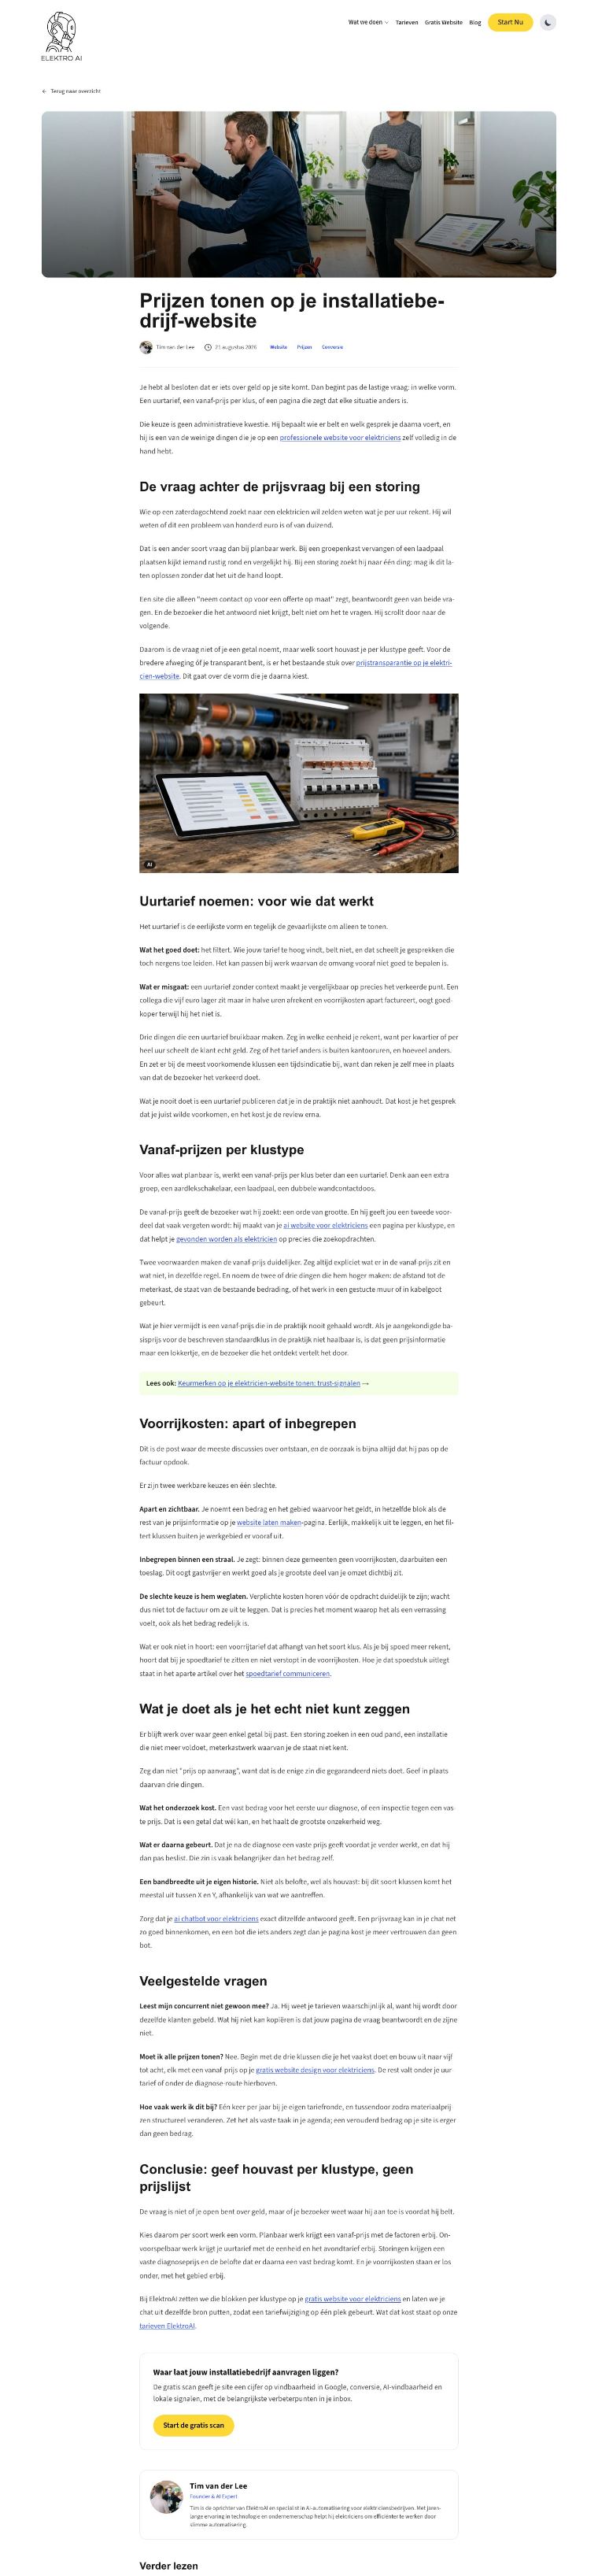 Wat we doen
Tarieven
Gratis Website
Blog
Start Nu
ELEKTRO AI
← Terug naar overzicht
Prijzen tonen op je installatiebe-
drijf-website
Tim van der Lee
21 augustus 2026
Website
Prijzen
Conversie
Je hebt al besloten dat er iets over geld op je site komt. Dan begint pas de lastige vraag: in welke vorm.
Een uurtarief, een vanaf-prijs per klus, of een pagina die zegt dat elke situatie anders is.
Die keuze is geen administratieve kwestie. Hij bepaalt wie er belt en welk gesprek je daarna voert, en
hij is een van de weinige dingen die je op een professionele website voor elektriciens zelf volledig in de
hand hebt.
De vraag achter de prijsvraag bij een storing
Wie op een zaterdagochtend zoekt naar een elektricien wil zelden weten wat je per uur rekent. Hij wil
weten of dit een probleem van honderd euro is of van duizend.
Dat is een ander soort vraag dan bij planbaar werk. Bij een groepenkast vervangen of een laadpaal
plaatsen kijkt iemand rustig rond en vergelijkt hij. Bij een storing zoekt hij naar één ding: mag ik dit la-
ten oplossen zonder dat het uit de hand loopt.
Een site die alleen "neem contact op voor een offerte op maat" zegt, beantwoordt geen van beide vra-
gen. En de bezoeker die het antwoord niet krijgt, belt niet om het te vragen. Hij scrollt door naar de
volgende.
Daarom is de vraag niet of je een getal noemt, maar welk soort houvast je per klustype geeft. Voor de
bredere afweging óf je transparant bent, is er het bestaande stuk over prijstransparantie op je elektri-
cien-website. Dit gaat over de vorm die je daarna kiest.
AI
Uurtarief noemen: voor wie dat werkt
Het uurtarief is de eerlijkste vorm en tegelijk de gevaarlijkste om alleen te tonen.
Wat het goed doet: het filtert. Wie jouw tarief te hoog vindt, belt niet, en dat scheelt je gesprekken die
toch nergens toe leiden. Het kan passen bij werk waarvan de omvang vooraf niet goed te bepalen is.
Wat er misgaat: een uurtarief zonder context maakt je vergelijkbaar op precies het verkeerde punt. Een
collega die vijf euro lager zit maar in halve uren afrekent en voorrijkosten apart factureert, oogt goed-
koper terwijl hij het niet is.
Drie dingen die een uurtarief bruikbaar maken. Zeg in welke eenheid je rekent, want per kwartier of per
heel uur scheelt de klant echt geld. Zeg of het tarief anders is buiten kantooruren, en hoeveel anders.
En zet er bij de meest voorkomende klussen een tijdsindicatie bij, want dan reken je zelf mee in plaats
van dat de bezoeker het verkeerd doet.
Wat je nooit doet is een uurtarief publiceren dat je in de praktijk niet aanhoudt. Dat kost je het gesprek
dat je juist wilde voorkomen, en het kost je de review erna.
Vanaf-prijzen per klustype
Voor alles wat planbaar is, werkt een vanaf-prijs per klus beter dan een uurtarief. Denk aan een extra
groep, een aardlekschakelaar, een laadpaal, een dubbele wandcontactdoos.
De vanaf-prijs geeft de bezoeker wat hij zoekt: een orde van grootte. En hij geeft jou een tweede voor-
deel dat vaak vergeten wordt: hij maakt van je ai website voor elektriciens een pagina per klustype, en
dat helpt je gevonden worden als elektricien op precies die zoekopdrachten.
Twee voorwaarden maken de vanaf-prijs duidelijker. Zeg altijd expliciet wat er in de vanaf-prijs zit en
wat niet, in dezelfde regel. En noem de twee of drie dingen die hem hoger maken: de afstand tot de
meterkast, de staat van de bestaande bedrading, of het werk in een gestucte muur of in kabelgoot
gebeurt.
Wat je hier vermijdt is een vanaf-prijs die in de praktijk nooit gehaald wordt. Als je aangekondigde ba-
sisprijs voor de beschreven standaardklus in de praktijk niet haalbaar is, is dat geen prijsinformatie
maar een lokkertje, en de bezoeker die het ontdekt vertelt het door.
Lees ook: Keurmerken op je elektricien-website tonen: trust-signalen →
Voorrijkosten: apart of inbegrepen
Dit is de post waar de meeste discussies over ontstaan, en de oorzaak is bijna altijd dat hij pas op de
factuur opdook.
Er zijn twee werkbare keuzes en één slechte.
Apart en zichtbaar. Je noemt een bedrag en het gebied waarvoor het geldt, in hetzelfde blok als de
rest van je prijsinformatie op je website laten maken-pagina. Eerlijk, makkelijk uit te leggen, en het fil-
tert klussen buiten je werkgebied er vooraf uit.
Inbegrepen binnen een straal. Je zegt: binnen deze gemeenten geen voorrijkosten, daarbuiten een
toeslag. Dit oogt gastvrijer en werkt goed als je grootste deel van je omzet dichtbij zit.
De slechte keuze is hem weglaten. Verplichte kosten horen vóór de opdracht duidelijk te zijn; wacht
dus niet tot de factuur om ze uit te leggen. Dat is precies het moment waarop het als een verrassing
voelt, ook als het bedrag redelijk is.
Wat er ook niet in hoort: een voorrijtarief dat afhangt van het soort klus. Als je bij spoed meer rekent,
hoort dat bij je spoedtarief te zitten en niet verstopt in de voorrijkosten. Hoe je dat spoedstuk uitlegt
staat in het aparte artikel over het spoedtarief communiceren.
Wat je doet als je het echt niet kunt zeggen
Er blijft werk over waar geen enkel getal bij past. Een storing zoeken in een oud pand, een installatie
die niet meer voldoet, meterkastwerk waarvan je de staat niet kent.
Zeg dan niet "prijs op aanvraag", want dat is de enige zin die gegarandeerd niets doet. Geef in plaats
daarvan drie dingen.
Wat het onderzoek kost. Een vast bedrag voor het eerste uur diagnose, of een inspectie tegen een vas-
te prijs. Dat is een getal dat wél kan, en het haalt de grootste onzekerheid weg.
Wat er daarna gebeurt. Dat je na de diagnose een vaste prijs geeft voordat je verder werkt, en dat hij
dan pas beslist. Die zin is vaak belangrijker dan het bedrag zelf.
Een bandbreedte uit je eigen historie. Niet als belofte, wel als houvast: bij dit soort klussen komt het
meestal uit tussen X en Y, afhankelijk van wat we aantreffen.
Zorg dat je ai chatbot voor elektriciens exact ditzelfde antwoord geeft. Een prijsvraag kan in je chat net
zo goed binnenkomen, en een bot die iets anders zegt dan je pagina kost je meer vertrouwen dan geen
bot.
Veelgestelde vragen
Leest mijn concurrent niet gewoon mee? Ja. Hij weet je tarieven waarschijnlijk al, want hij wordt door
dezelfde klanten gebeld. Wat hij niet kan kopiëren is dat jouw pagina de vraag beantwoordt en de zijne
niet.
Moet ik alle prijzen tonen? Nee. Begin met de drie klussen die je het vaakst doet en bouw uit naar vijf
tot acht, elk met een vanaf-prijs op je gratis website design voor elektriciens. De rest valt onder je uur-
tarief of onder de diagnose-route hierboven.
Hoe vaak werk ik dit bij? Eén keer per jaar bij je eigen tariefronde, en tussendoor zodra materiaalprij-
zen structureel veranderen. Zet het als vaste taak in je agenda; een verouderd bedrag op je site is erger
dan geen bedrag.
Conclusie: geef houvast per klustype, geen
prijslijst
De vraag is niet of je open bent over geld, maar of je bezoeker weet waar hij aan toe is voordat hij belt.
Kies daarom per soort werk een vorm. Planbaar werk krijgt een vanaf-prijs met de factoren erbij. On-
voorspelbaar werk krijgt je uurtarief met de eenheid en het avondtarief erbij. Storingen krijgen een
vaste diagnoseprijs en de belofte dat er daarna een vast bedrag komt. En je voorrijkosten staan er los
onder, met het gebied erbij.
Bij ElektroAI zetten we die blokken per klustype op je gratis website voor elektriciens en laten we je
chat uit dezelfde bron putten, zodat een tariefwijziging op één plek gebeurt. Wat dat kost staat op onze
tarieven ElektroAI.
Waar laat jouw installatiebedrijf aanvragen liggen?
De gratis scan geeft je site een cijfer op vindbaarheid in Google, conversie, AI-vindbaarheid en
lokale signalen, met de belangrijkste verbeterpunten in je inbox.
Start de gratis scan
Tim van der Lee
Founder & AI Expert
Tim is de oprichter van ElektroAI en specialist in AI-automatisering voor elektriciensbedrijven. Met jaren-
lange ervaring in technologie en ondernemerschap helpt hij elektriciens om efficiënter te werken door
slimme automatisering.
Verder lezen